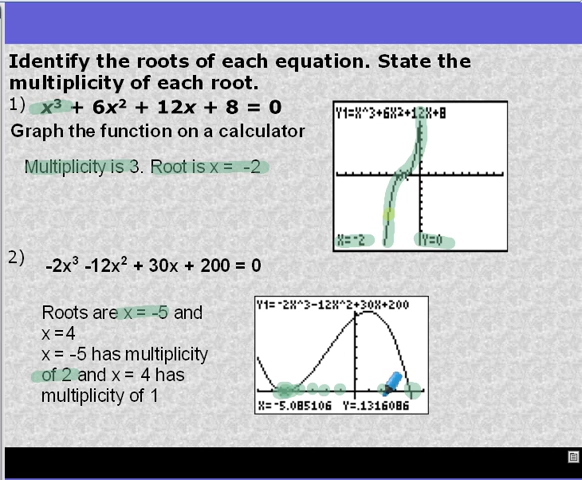 Identify the roots of each equation. State the
multiplicity of each root.
1) x³ + 6x² + 12x + 8 = 0
Graph the function on a calculator
Multiplicity is 3. Root is x = -2
Y1=X^3+6X2+12X+8
X=-2 Y=0
2) -2x³ -12x² + 30x + 200 = 0
Roots are x = -5 and
x =4
x = -5 has multiplicity
of 2 and x = 4 has
multiplicity of 1
Y1=-2X^3-12X^2+30X+200
X=-5.085106 Y=.1316086